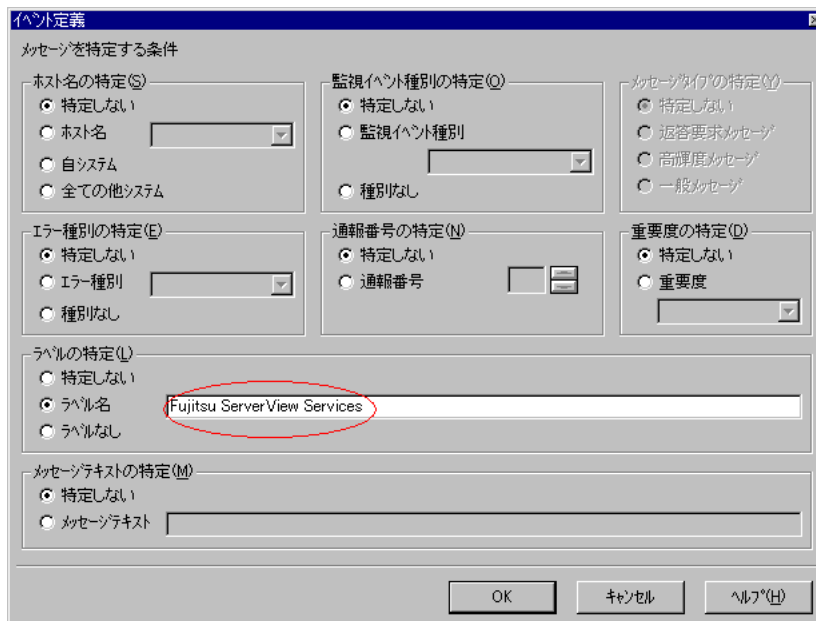 イベント定義
メッセージを特定する条件
ホスト名の特定(S)
特定しない
ホスト名
自システム
全ての他システム
監視イベント種別の特定(O)
特定しない
監視イベント種別
種別なし
メッセージタイプの特定(Y)
特定しない
返答要求メッセージ
高輝度メッセージ
一般メッセージ
エラー種別の特定(E)
特定しない
エラー種別
種別なし
通報番号の特定(N)
特定しない
通報番号
重要度の特定(D)
特定しない
重要度
ラベルの特定(L)
特定しない
ラベル名 Fujitsu ServerView Services
ラベルなし
メッセージテキストの特定(M)
特定しない
メッセージテキスト
OK キャンセル ヘルプ(H)